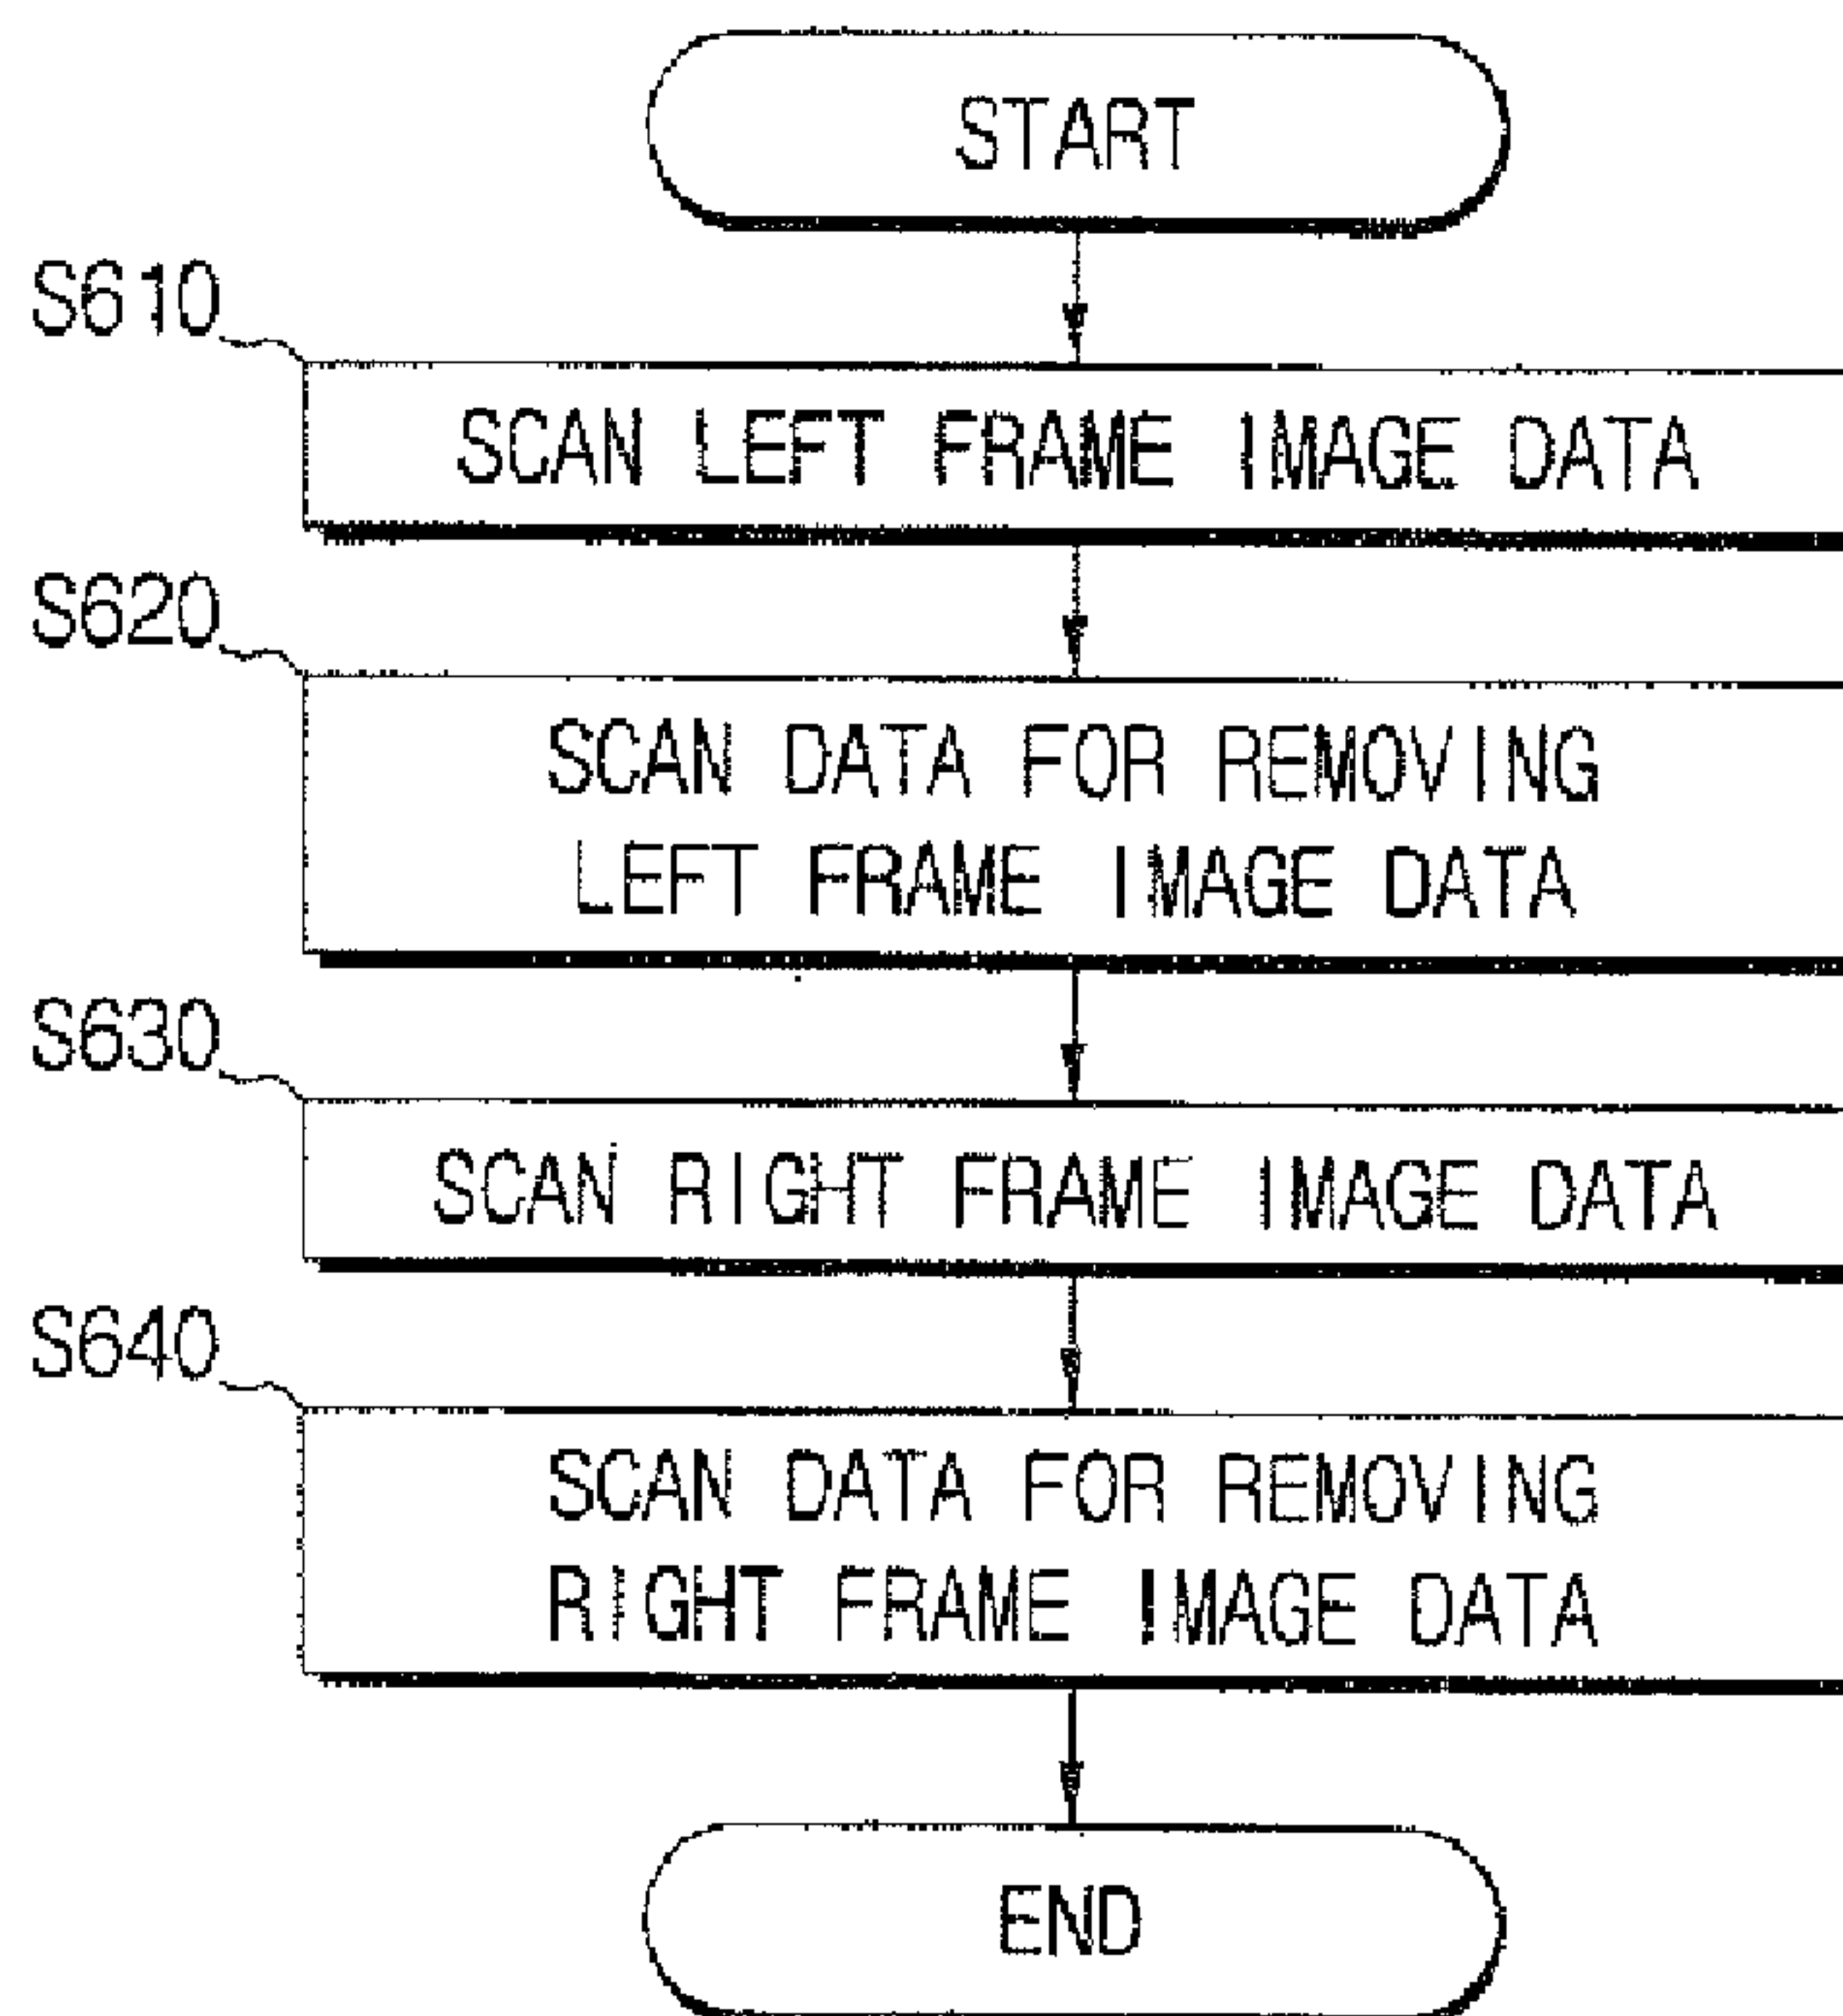 START
S610
SCAN LEFT FRAME IMAGE DATA
S620
SCAN DATA FOR REMOVING
LEFT FRAME IMAGE DATA
S630
SCAN RIGHT FRAME IMAGE DATA
S640
SCAN DATA FOR REMOVING
RIGHT FRAME IMAGE DATA
END